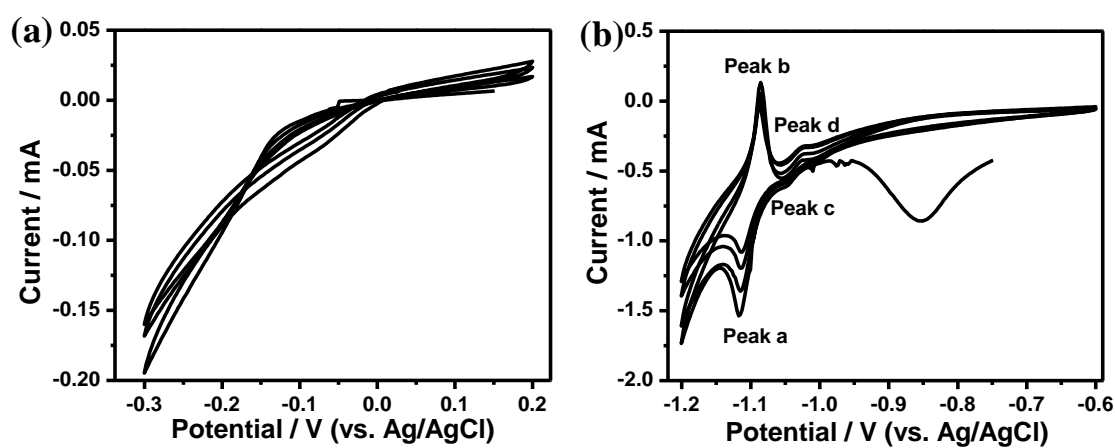 (a)
0.05
0.00
-0.05
-0.10
-0.15
-0.20
Current / mA
-0.3 -0.2 -0.1 0.0 0.1 0.2
Potential / V (vs. Ag/AgCl)
(b)
0.5
0.0
-0.5
-1.0
-1.5
-2.0
Current / mA
Peak b
Peak d
Peak c
Peak a
-1.2 -1.1 -1.0 -0.9 -0.8 -0.7 -0.6
Potential / V (vs. Ag/AgCl)